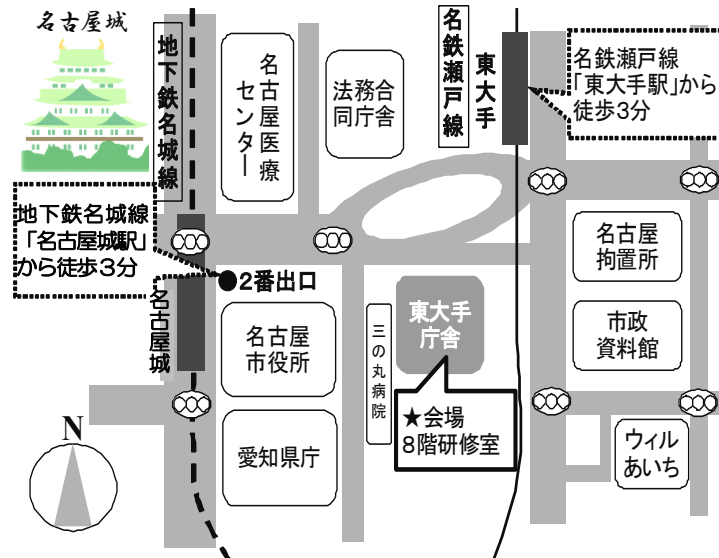 名古屋城
地下鉄名城線
名古屋医療
センター
法務合
同庁舎
名鉄瀬戸線
東大手
名鉄瀬戸線
「東大手駅」から
徒歩3分
地下鉄名城線
「名古屋城駅」
から徒歩3分
●2番出口
名古屋城
名古屋
市役所
三の丸病院
東大手
庁舎
名古屋
拘置所
市政
資料館
★会場
8階研修室
愛知県庁
ウィル
あいち
N